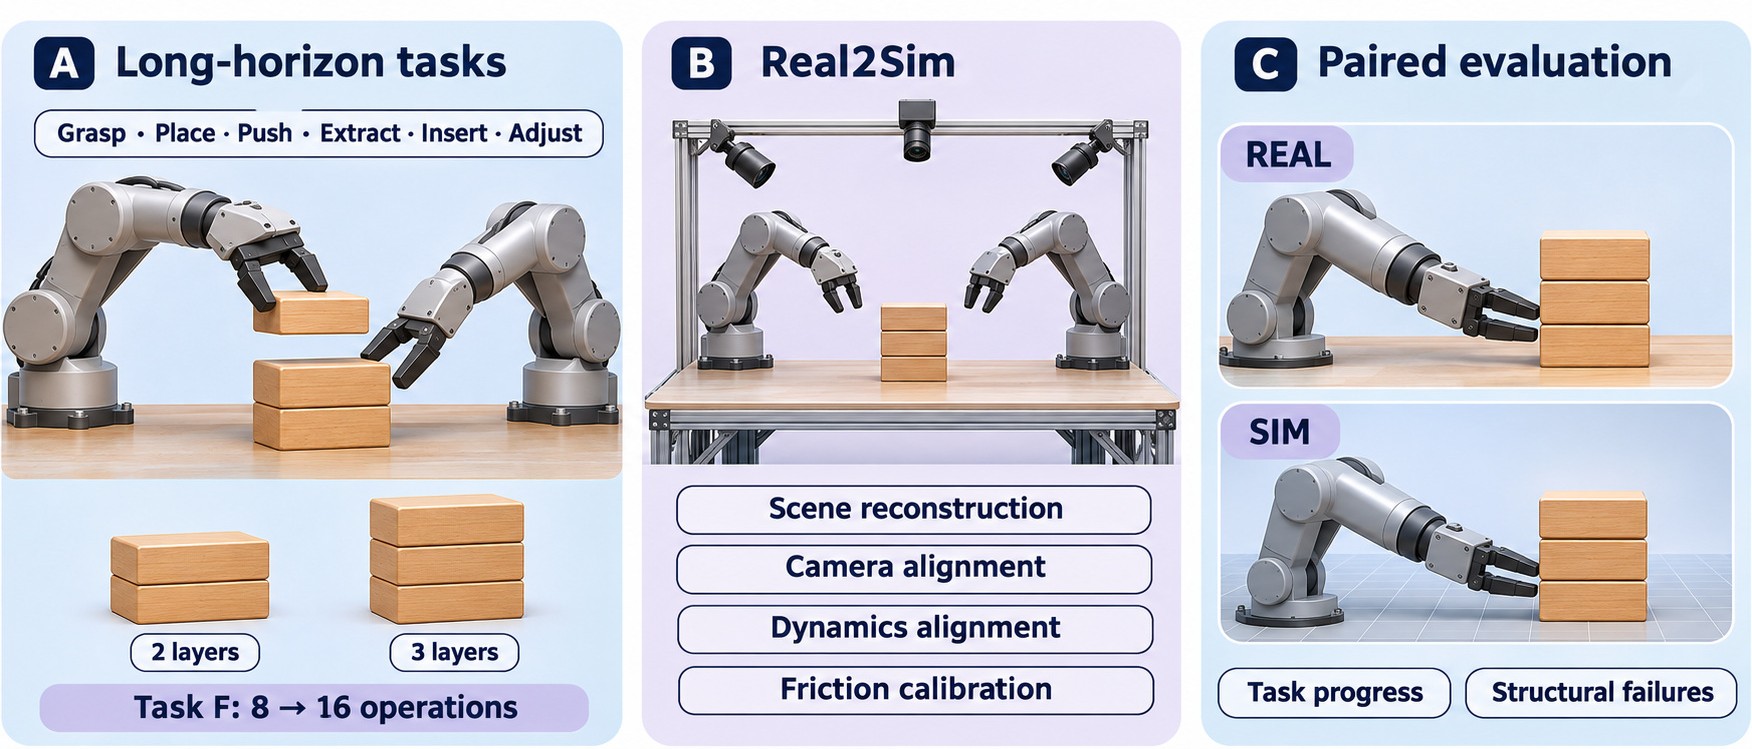 A Long-horizon tasks
Grasp · Place · Push · Extract · Insert · Adjust
2 layers
3 layers
Task F: 8 → 16 operations
B Real2Sim
Scene reconstruction
Camera alignment
Dynamics alignment
Friction calibration
C Paired evaluation
REAL
SIM
Task progress
Structural failures